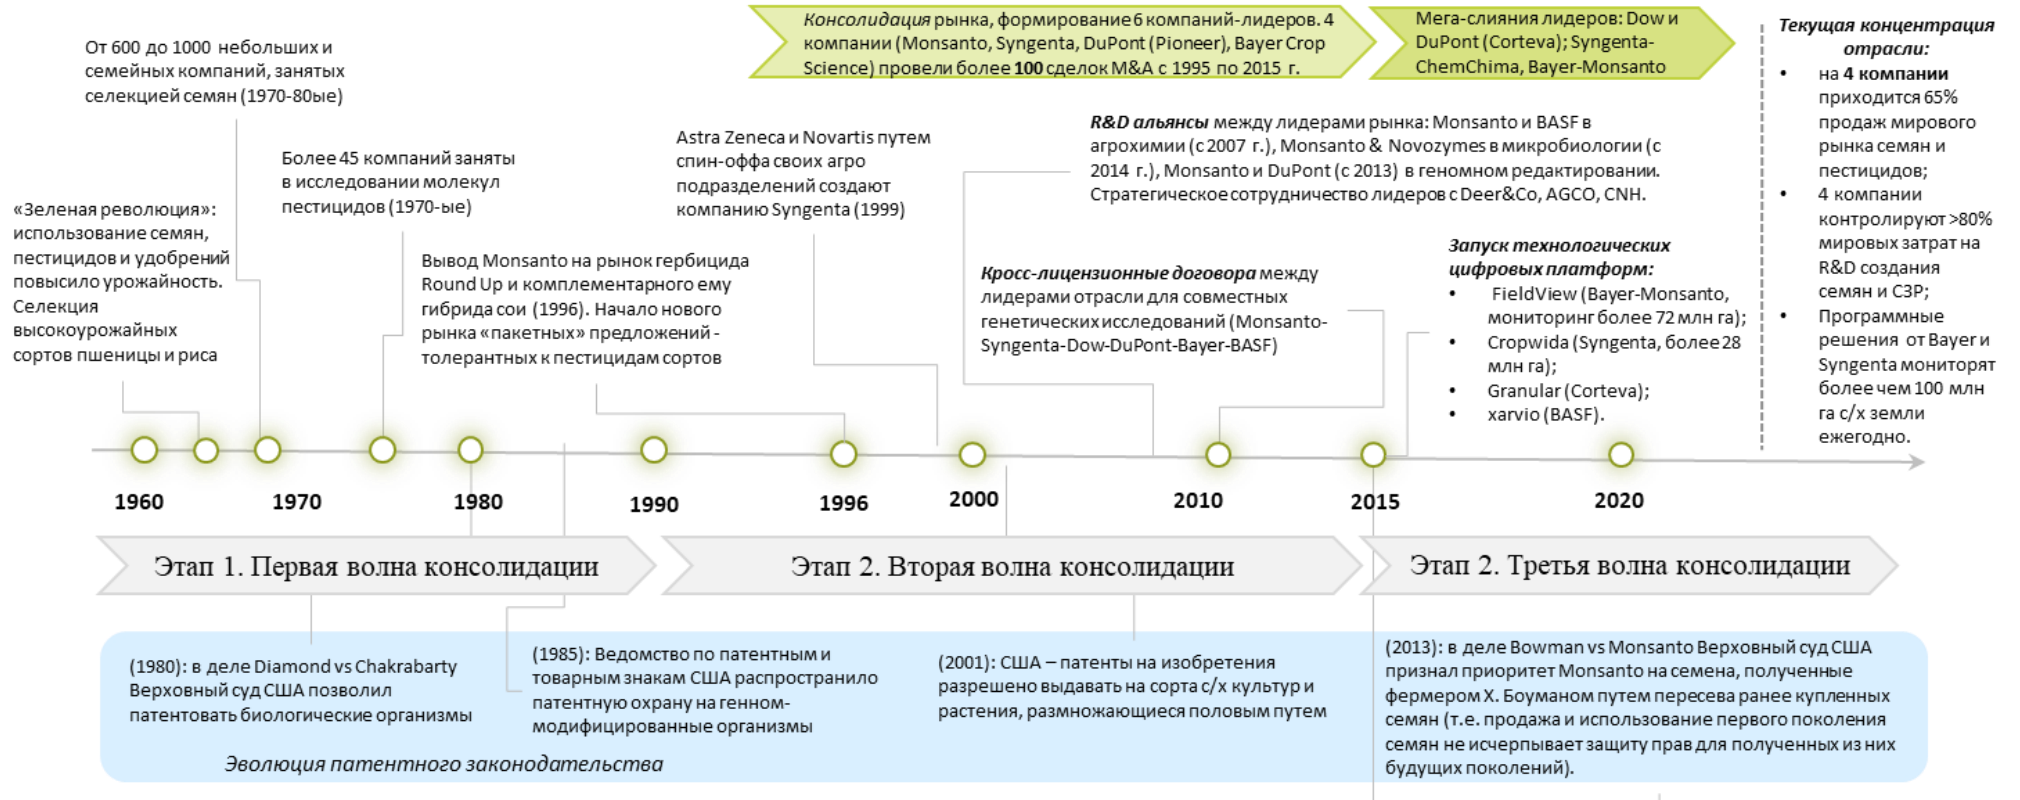 Консолидация рынка, формирование 6 компаний-лидеров. 4
компании (Monsanto, Syngenta, DuPont (Pioneer), Bayer Crop
Science) провели более 100 сделок M&A с 1995 по 2015 г.
Мега-слияния лидеров: Dow и
DuPont (Corteva); Syngenta-
ChemChima, Bayer-Monsanto
Текущая концентрация
отрасли:
• на 4 компании
приходится 65%
продаж мирового
рынка семян и
пестицидов;
• 4 компании
контролируют >80%
мировых затрат на
R&D создания
семян и СЗР;
• Программные
решения от Bayer и
Syngenta мониторят
более чем 100 млн
га с/х земли
ежегодно.
От 600 до 1000 небольших и
семейных компаний, занятых
селекцией семян (1970-80ые)
Более 45 компаний заняты
в исследовании молекул
пестицидов (1970-ые)
«Зеленая революция»:
использование семян,
пестицидов и удобрений
повысило урожайность.
Селекция
высокоурожайных
сортов пшеницы и риса
Вывод Monsanto на рынок гербицида
Round Up и комплементарного ему
гибрида сои (1996). Начало нового
рынка «пакетных» предложений -
толерантных к пестицидам сортов
Astra Zeneca и Novartis путем
спин-оффа своих агро
подразделений создают
компанию Syngenta (1999)
R&D альянсы между лидерами рынка: Monsanto и BASF в
агрохимии (с 2007 г.), Monsanto & Novozymes в микробиологии (с
2014 г.), Monsanto и DuPont (с 2013) в геномном редактировании.
Стратегическое сотрудничество лидеров с Deer&Co, AGCO, CNH.
Кросс-лицензионные договора между
лидерами отрасли для совместных
генетических исследований (Monsanto-
Syngenta-Dow-DuPont-Bayer-BASF)
Запуск технологических
цифровых платформ:
• FieldView (Bayer-Monsanto,
мониторинг более 72 млн га);
• Cropwida (Syngenta, более 28
млн га);
• Granular (Corteva);
• xarvio (BASF).
1960 1970 1980 1990 1996 2000 2010 2015 2020
Этап 1. Первая волна консолидации
Этап 2. Вторая волна консолидации
Этап 2. Третья волна консолидации
(1980): в деле Diamond vs Chakrabarty
Верховный суд США позволил
патентовать биологические организмы
(1985): Ведомство по патентным и
товарным знакам США распространило
патентную охрану на генном-
модифицированные организмы
(2001): США – патенты на изобретения
разрешено выдавать на сорта с/х культур и
растения, размножающиеся половым путем
(2013): в деле Bowman vs Monsanto Верховный суд США
признал приоритет Monsanto на семена, полученные
фермером Х. Боуманом путем пересева ранее купленных
семян (т.е. продажа и использование первого поколения
семян не исчерпывает защиту прав для полученных из них
будущих поколений).
Эволюция патентного законодательства